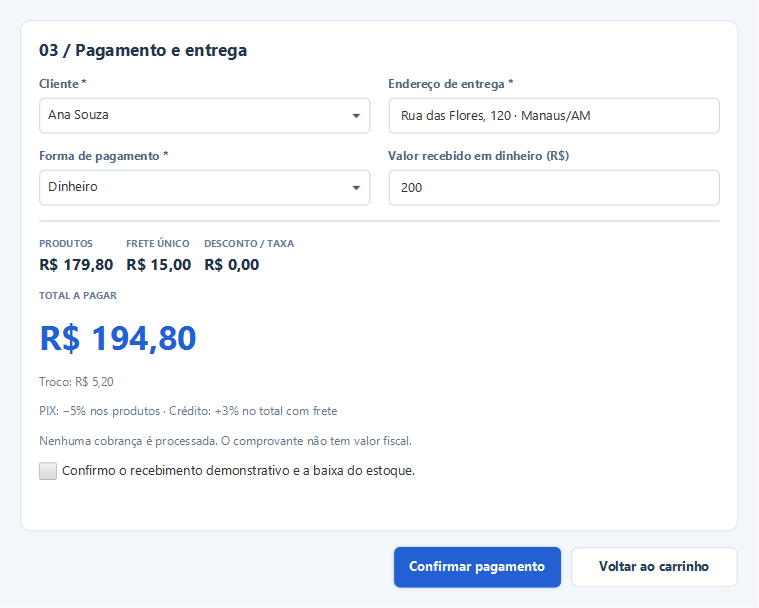 03 / Pagamento e entrega
Cliente * Endereço de entrega *
Ana Souza Rua das Flores, 120 · Manaus/AM
Forma de pagamento * Valor recebido em dinheiro (R$)
Dinheiro 200
PRODUTOS FRETE ÚNICO DESCONTO / TAXA
R$ 179,80 R$ 15,00 R$ 0,00
TOTAL A PAGAR
R$ 194,80
Troco: R$ 5,20
PIX: −5% nos produtos · Crédito: +3% no total com frete
Nenhuma cobrança é processada. O comprovante não tem valor fiscal.
Confirmo o recebimento demonstrativo e a baixa do estoque.
Confirmar pagamento Voltar ao carrinho